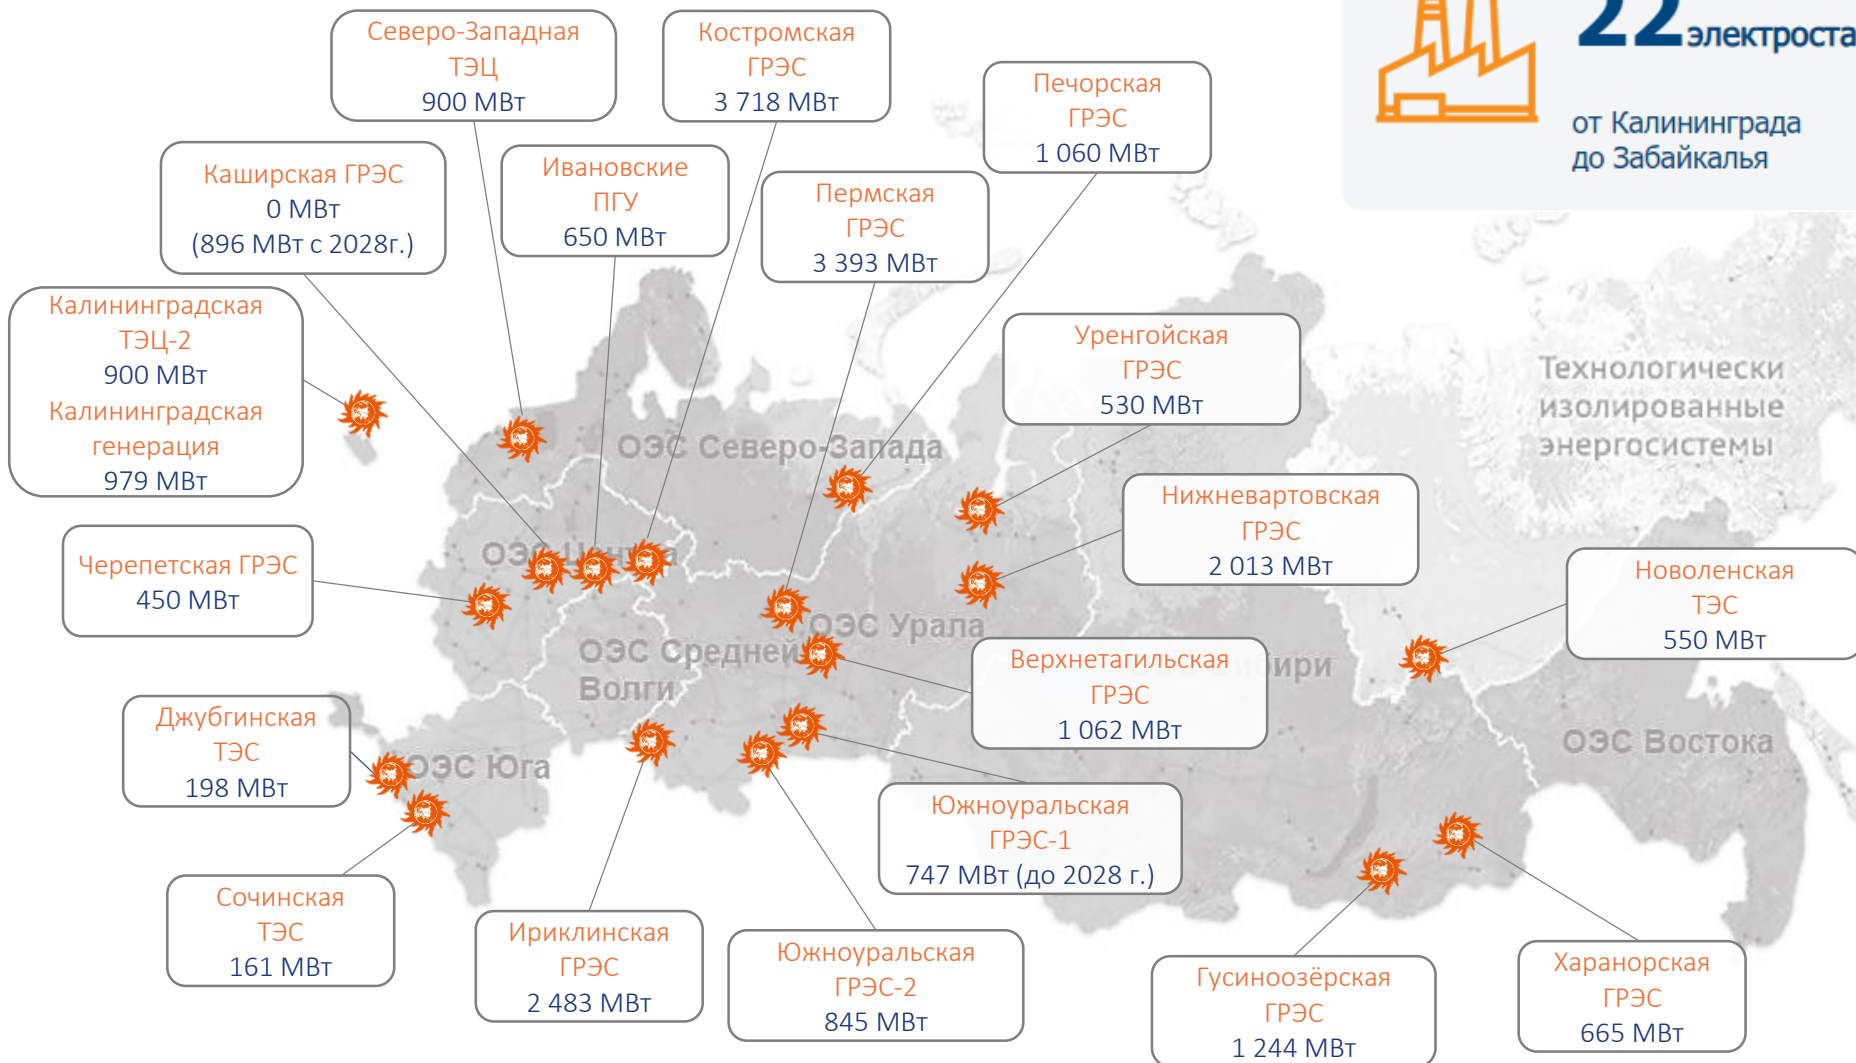 22 электроста
от Калининграда
до Забайкалья
Северо-Западная
ТЭЦ
900 МВт
Костромская
ГРЭС
3 718 МВт
Печорская
ГРЭС
1 060 МВт
Каширская ГРЭС
0 МВт
(896 МВт с 2028г.)
Ивановские
ПГУ
650 МВт
Пермская
ГРЭС
3 393 МВт
Калининградская
ТЭЦ-2
900 МВт
Калининградская
генерация
979 МВт
Уренгойская
ГРЭС
530 МВт
Технологически
изолированные
энергосистемы
ОЭС Северо-Запада
Нижневартовская
ГРЭС
2 013 МВт
Черепетская ГРЭС
450 МВт
ОЭС
Новоленская
ТЭС
550 МВт
ОЭС Урала
ОЭС Средней
Волги
Верхнетагильская
ГРЭС
1 062 МВт
Джубгинская
ТЭС
198 МВт
ОЭС Юга
ОЭС Востока
Южноуральская
ГРЭС-1
747 МВт (до 2028 г.)
Сочинская
ТЭС
161 МВт
Ириклинская
ГРЭС
2 483 МВт
Южноуральская
ГРЭС-2
845 МВт
Гусиноозёрская
ГРЭС
1 244 МВт
Харанорская
ГРЭС
665 МВт